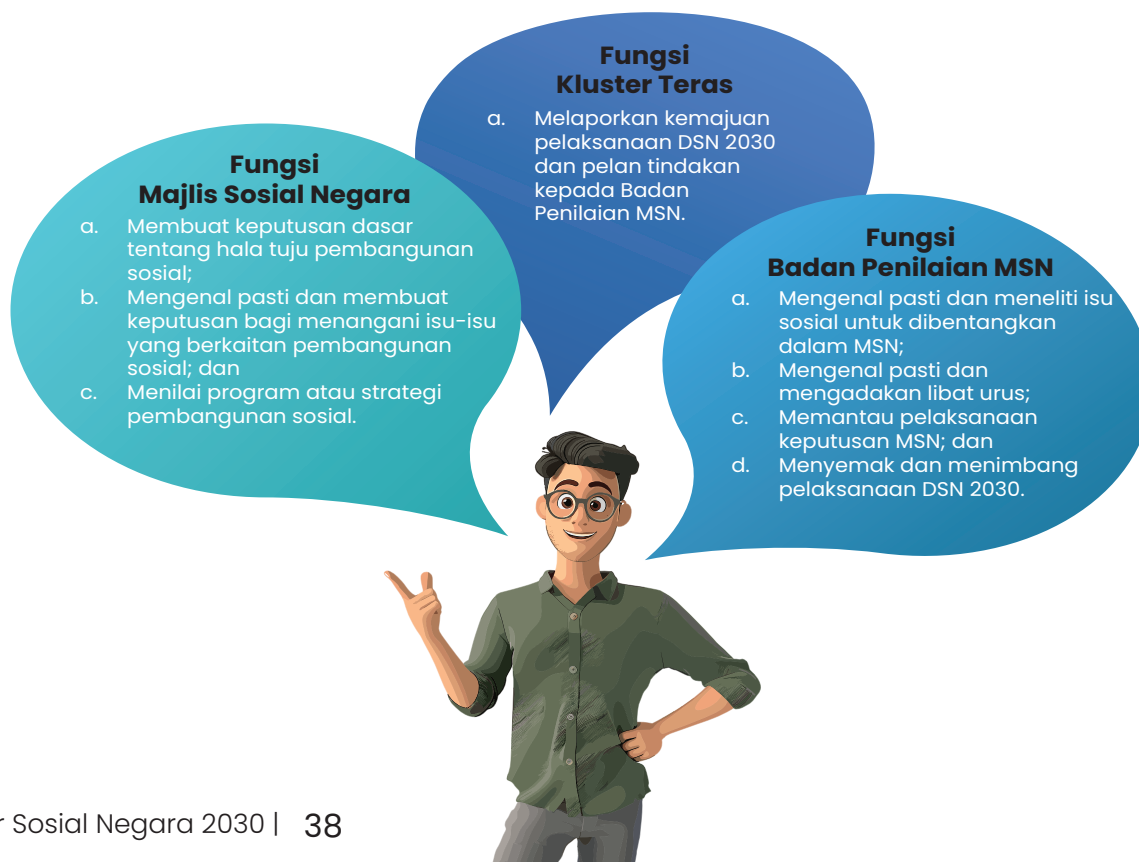 Fungsi
Kluster Teras
a. Melaporkan kemajuan
pelaksanaan DSN 2030
dan pelan tindakan
kepada Badan
Penilaian MSN.
Fungsi
Majlis Sosial Negara
a. Membuat keputusan dasar
tentang hala tuju pembangunan
sosial;
b. Mengenal pasti dan membuat
keputusan bagi menangani isu-isu
yang berkaitan pembangunan
sosial; dan
c. Menilai program atau strategi
pembangunan sosial.
Fungsi
Badan Penilaian MSN
a. Mengenal pasti dan meneliti isu
sosial untuk dibentangkan
dalam MSN;
b. Mengenal pasti dan
mengadakan libat urus;
c. Memantau pelaksanaan
keputusan MSN; dan
d. Menyemak dan menimbang
pelaksanaan DSN 2030.
r Sosial Negara 2030 | 38